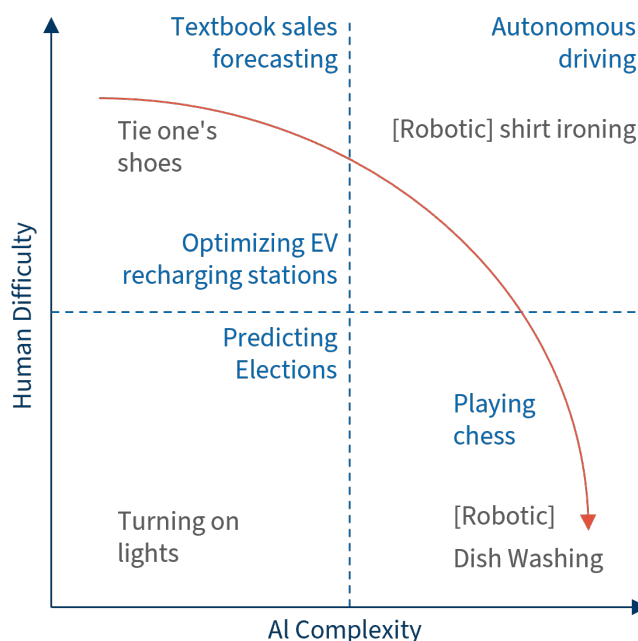 Textbook sales
forecasting
Autonomous
driving
Tie one's
shoes
[Robotic] shirt ironing
Optimizing EV
recharging stations
Human Difficulty
Predicting
Elections
Playing
chess
Turning on
lights
[Robotic]
Dish Washing
AI Complexity